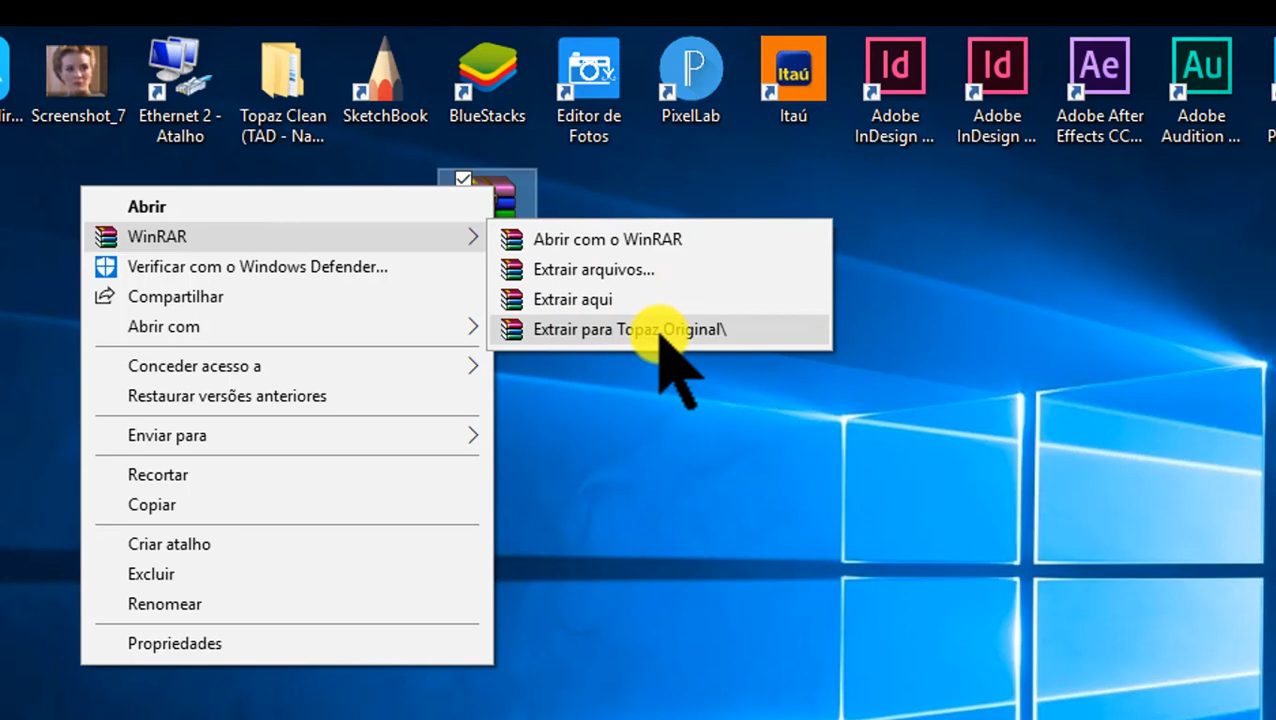 ir...
Screenshot_7
Ethernet 2 -
Atalho
Topaz Clean
(TAD - Na...
SketchBook
BlueStacks
Editor de
Fotos
P
PixelLab
Itaú
Itaú
Id
Adobe
InDesign ...
Id
Adobe
InDesign ...
Ae
Adobe After
Effects CC...
Au
Adobe
Audition ...
Abrir
WinRAR
Verificar com o Windows Defender...
Compartilhar
Abrir com
Conceder acesso a
Restaurar versões anteriores
Enviar para
Recortar
Copiar
Criar atalho
Excluir
Renomear
Propriedades
Abrir com o WinRAR
Extrair arquivos...
Extrair aqui
Extrair para Topaz Original\